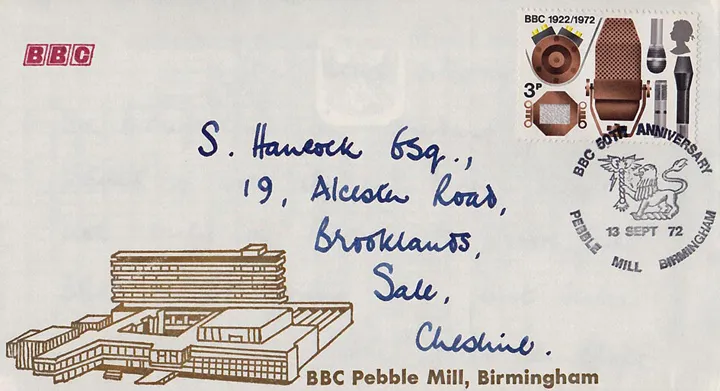 BBC
BBC 1922/1972
3P
BBC 50TH ANNIVERSARY
13 SEPT 72
PEBBLE MILL BIRMINGHAM
S. Hancock Esq.,
19, Alcester Road,
Brooklands,
Sale,
Cheshire.
BBC Pebble Mill, Birmingham